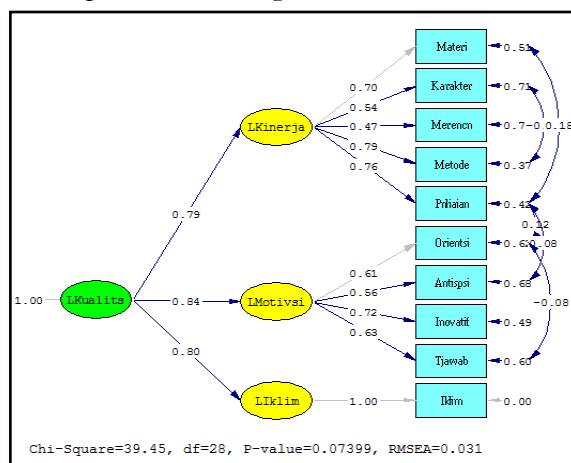 Materi
0.51
0.70
Karakter
0.71
0.54
LKinerja
0.47
Merencn
0.18
0.79
Metode
0.37
0.76
Pnliaian
0.42
0.79
0.12
Orientsi
0.62
0.08
0.61
Antispsi
0.68
1.00
LKualits
0.84
LMotivsi
0.56
-0.08
0.72
Inovatif
0.49
0.63
Tjawab
0.60
0.80
LIklim
1.00
Iklim
0.00
Chi-Square=39.45, df=28, P-value=0.07399, RMSEA=0.031